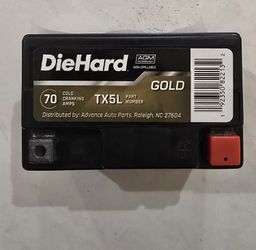 DieHard
AGM
NON-SPILLABLE
GOLD
70 COLD CRANKING AMPS
TX5L PART NUMBER
Distributed by: Advance Auto Parts, Raleigh, NC 27604